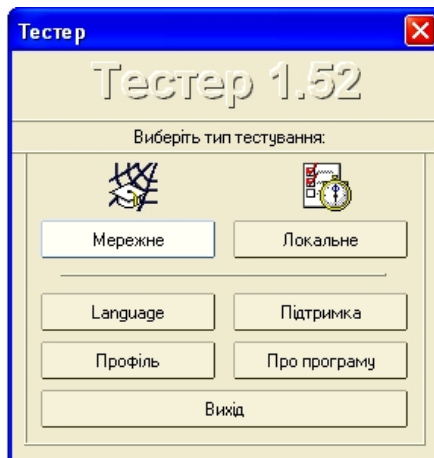 Тестер
Тестер 1.52
Виберіть тип тестування:
Мережне Локальне
Language Підтримка
Профіль Про програму
Вихід